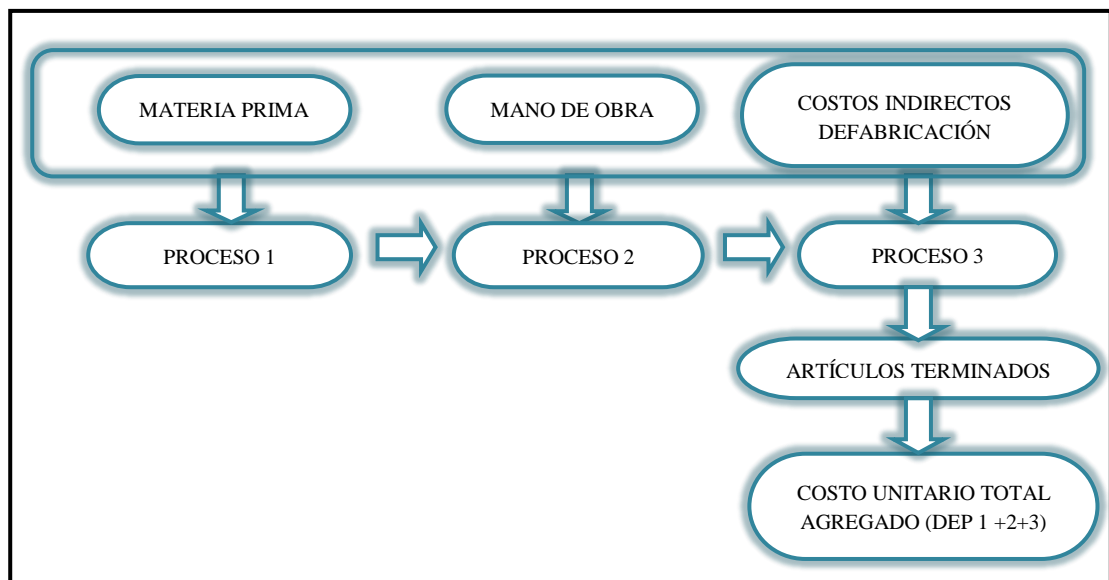 MATERIA PRIMA
MANO DE OBRA
COSTOS INDIRECTOS
DEFABRICACIÓN
PROCESO 1
PROCESO 2
PROCESO 3
ARTÍCULOS TERMINADOS
COSTO UNITARIO TOTAL
AGREGADO (DEP 1 +2+3)